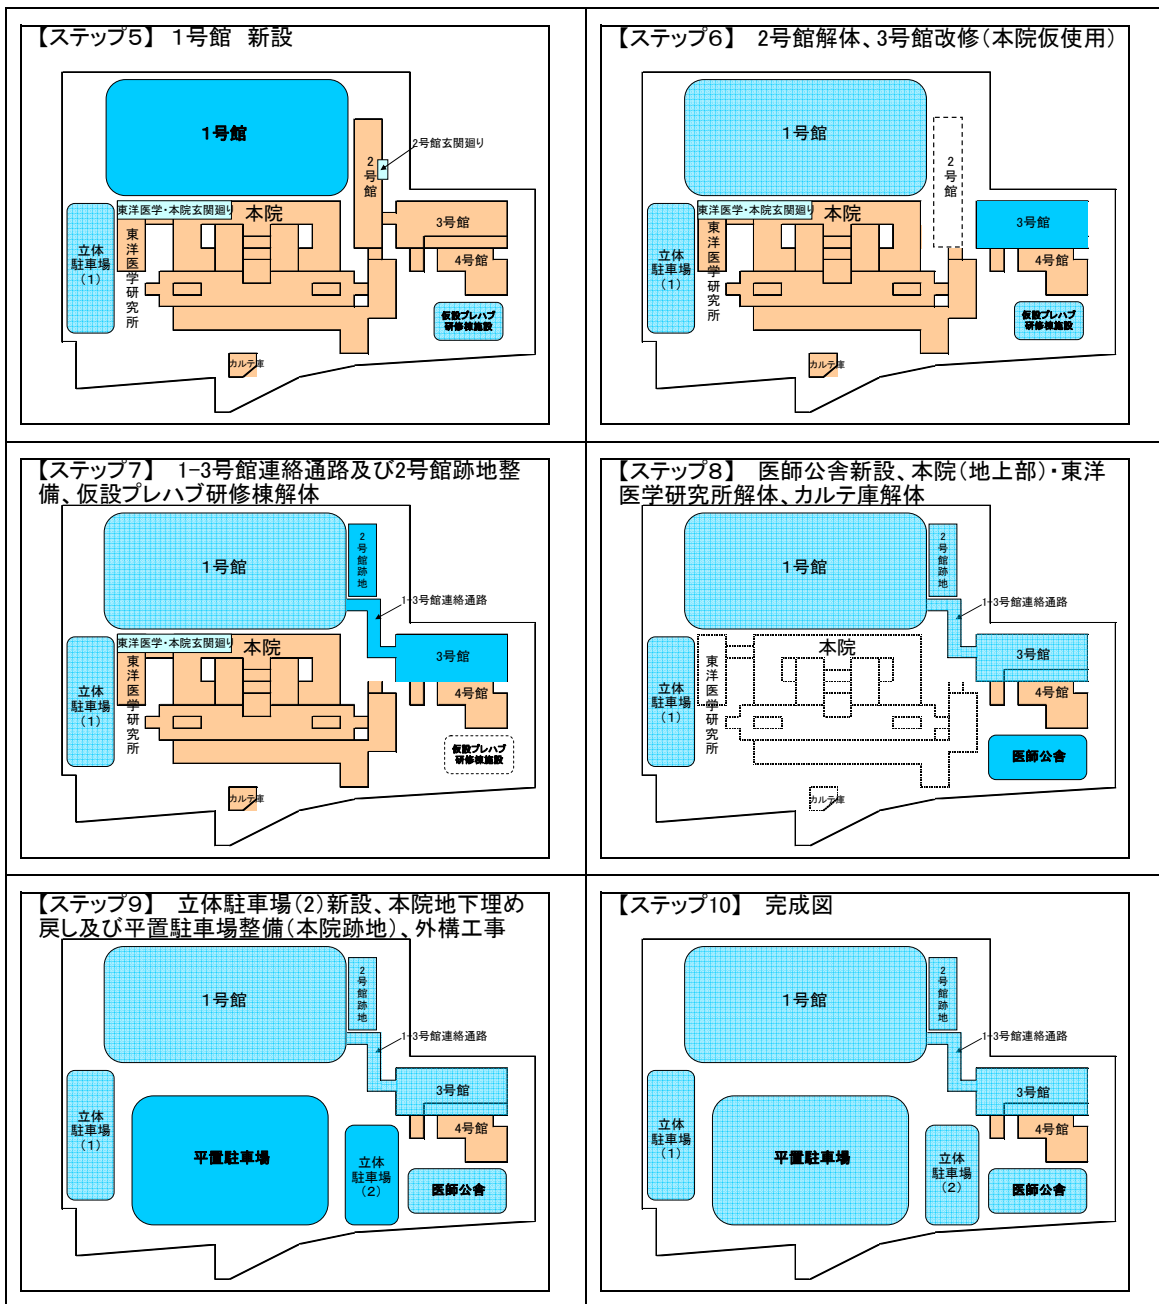 【ステップ5】 1号館 新設
1号館
2号館
2号館玄関廻り
東洋医学・本院玄関廻り
本院
3号館
4号館
立体
駐車場
(1)
東洋医学研究所
仮設プレハブ
研修棟施設
カルテ庫
【ステップ6】 2号館解体、3号館改修(本院仮使用)
1号館
2号館
東洋医学・本院玄関廻り
本院
3号館
4号館
立体
駐車場
(1)
東洋医学研究所
仮設プレハブ
研修棟施設
カルテ庫
【ステップ7】 1-3号館連絡通路及び2号館跡地整
備、仮設プレハブ研修棟解体
1号館
2号館跡地
1-3号館連絡通路
東洋医学・本院玄関廻り
本院
3号館
4号館
立体
駐車場
(1)
東洋医学研究所
仮設プレハブ
研修棟施設
カルテ庫
【ステップ8】 医師公舎新設、本院(地上部)・東洋
医学研究所解体、カルテ庫解体
1号館
2号館跡地
1-3号館連絡通路
本院
3号館
4号館
立体
駐車場
(1)
東洋医学研究所
医師公舎
カルテ庫
【ステップ9】 立体駐車場(2)新設、本院地下埋め
戻し及び平置駐車場整備(本院跡地)、外構工事
1号館
2号館跡地
1-3号館連絡通路
3号館
4号館
立体
駐車場
(1)
平置駐車場
立体
駐車場
(2)
医師公舎
【ステップ10】 完成図
1号館
2号館跡地
1-3号館連絡通路
3号館
4号館
立体
駐車場
(1)
平置駐車場
立体
駐車場
(2)
医師公舎